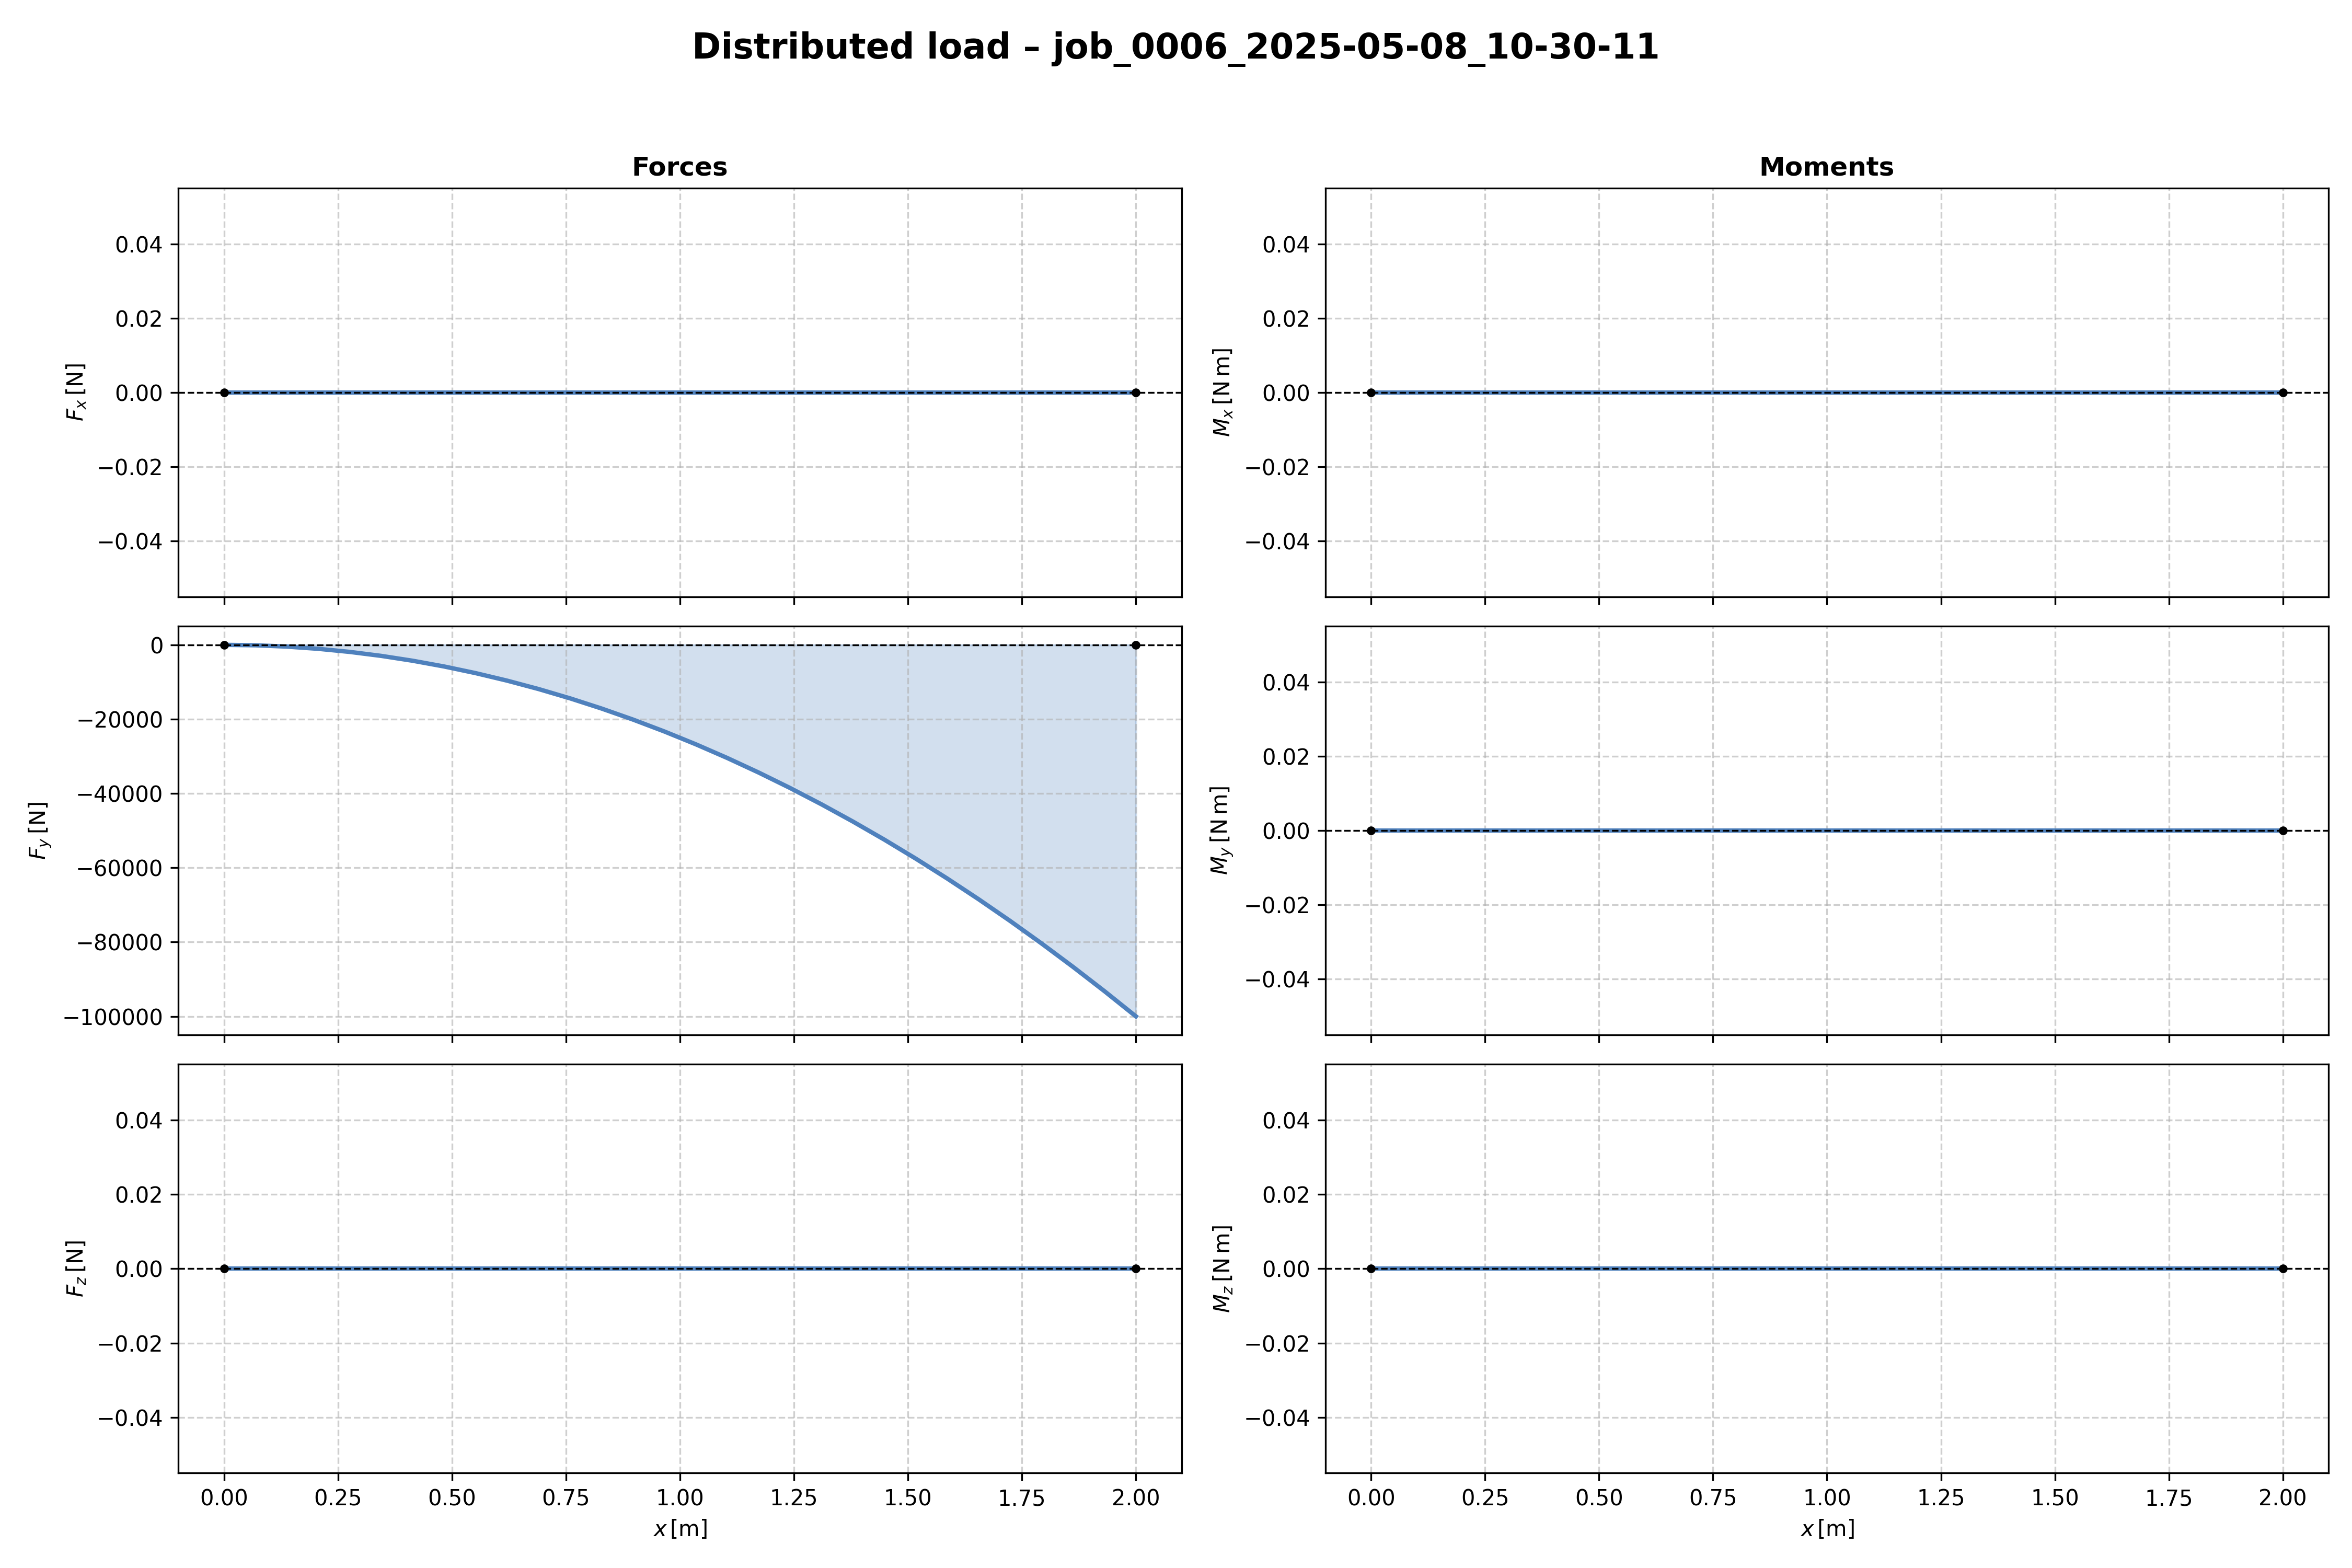 Distributed load – job_0006_2025-05-08_10-30-11
Forces
Moments
0.04
0.02
0.00
−0.02
−0.04
F_x [N]
0.04
0.02
0.00
−0.02
−0.04
M_x [N m]
0
−20000
−40000
−60000
−80000
−100000
F_y [N]
0.04
0.02
0.00
−0.02
−0.04
M_y [N m]
0.04
0.02
0.00
−0.02
−0.04
F_z [N]
0.00 0.25 0.50 0.75 1.00 1.25 1.50 1.75 2.00
x [m]
0.04
0.02
0.00
−0.02
−0.04
M_z [N m]
0.00 0.25 0.50 0.75 1.00 1.25 1.50 1.75 2.00
x [m]